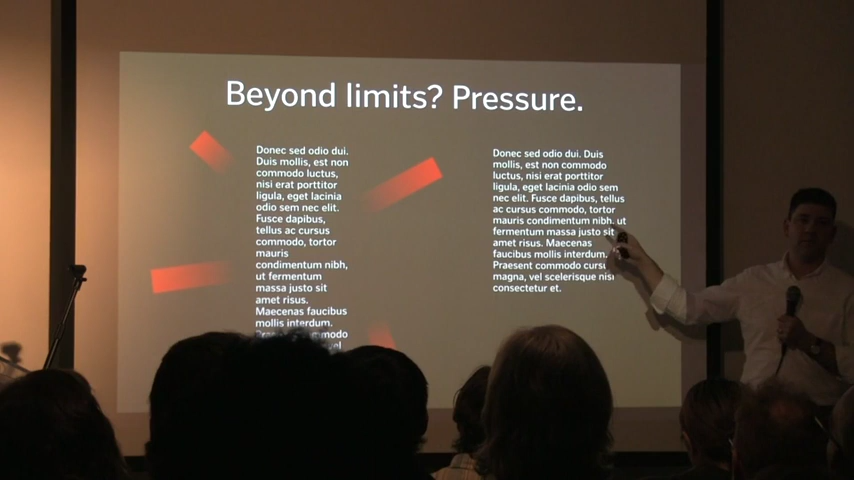 Beyond limits? Pressure.
Donec sed odio dui.
Duis mollis, est non
commodo luctus,
nisi erat porttitor
ligula, eget lacinia
odio sem nec elit.
Fusce dapibus,
tellus ac cursus
commodo, tortor
mauris
condimentum nibh,
ut fermentum
massa justo sit
amet risus.
Maecenas faucibus
mollis interdum.
Donec sed odio dui. Duis
mollis, est non commodo
luctus, nisi erat porttitor
ligula, eget lacinia odio sem
nec elit. Fusce dapibus, tellus
ac cursus commodo, tortor
mauris condimentum nibh, ut
fermentum massa justo sit
amet risus. Maecenas
faucibus mollis interdum.
Praesent commodo
magna, vel scelerisque nisl
consectetur et.